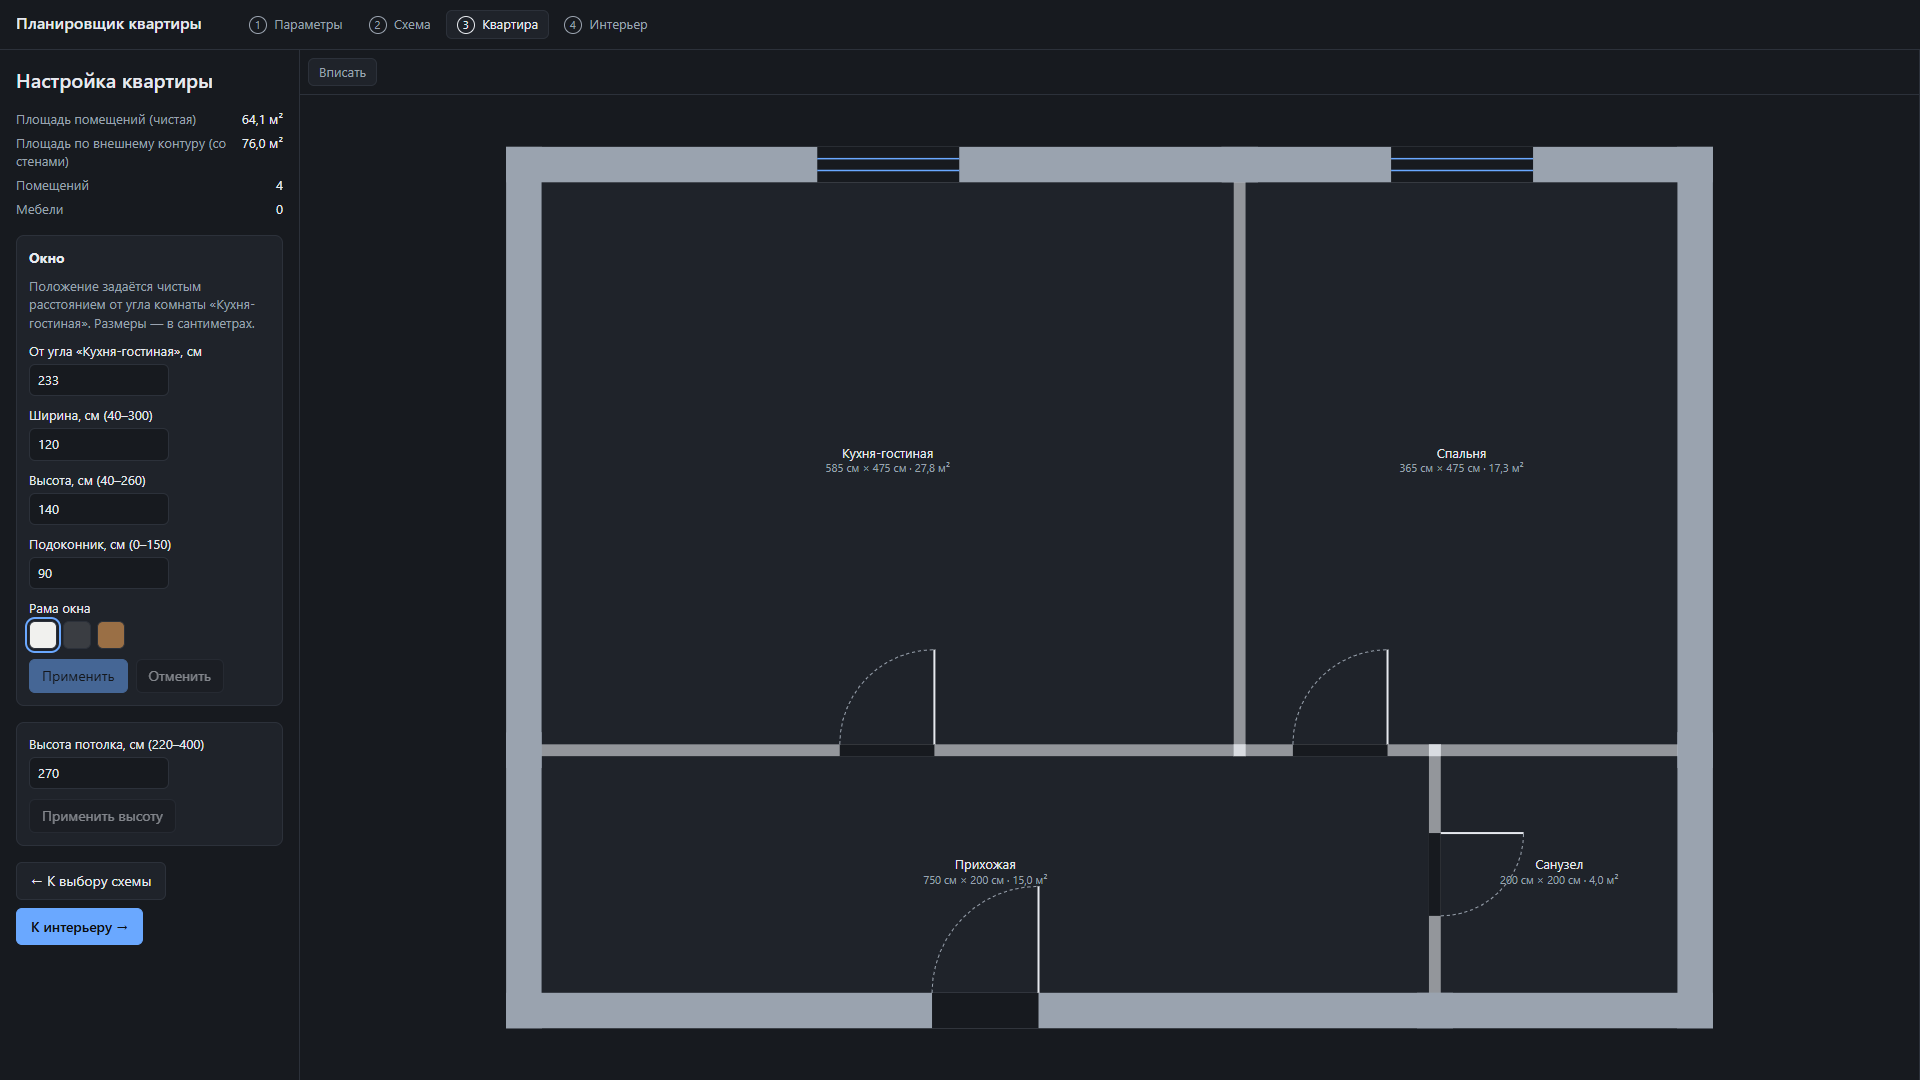 Планировщик квартиры
1 Параметры
2 Схема
3 Квартира
4 Интерьер
Настройка квартиры
Площадь помещений (чистая) 64,1 м²
Площадь по внешнему контуру (со стенами) 76,0 м²
Помещений 4
Мебели 0
Окно
Положение задаётся чистым
расстоянием от угла комнаты «Кухня-
гостиная». Размеры — в сантиметрах.
От угла «Кухня-гостиная», см
233
Ширина, см (40–300)
120
Высота, см (40–260)
140
Подоконник, см (0–150)
90
Рама окна
Применить
Отменить
Высота потолка, см (220–400)
270
Применить высоту
← К выбору схемы
К интерьеру →
Вписать
Кухня-гостиная
585 см × 475 см · 27,8 м²
Спальня
365 см × 475 см · 17,3 м²
Прихожая
750 см × 200 см · 15,0 м²
Санузел
200 см × 200 см · 4,0 м²